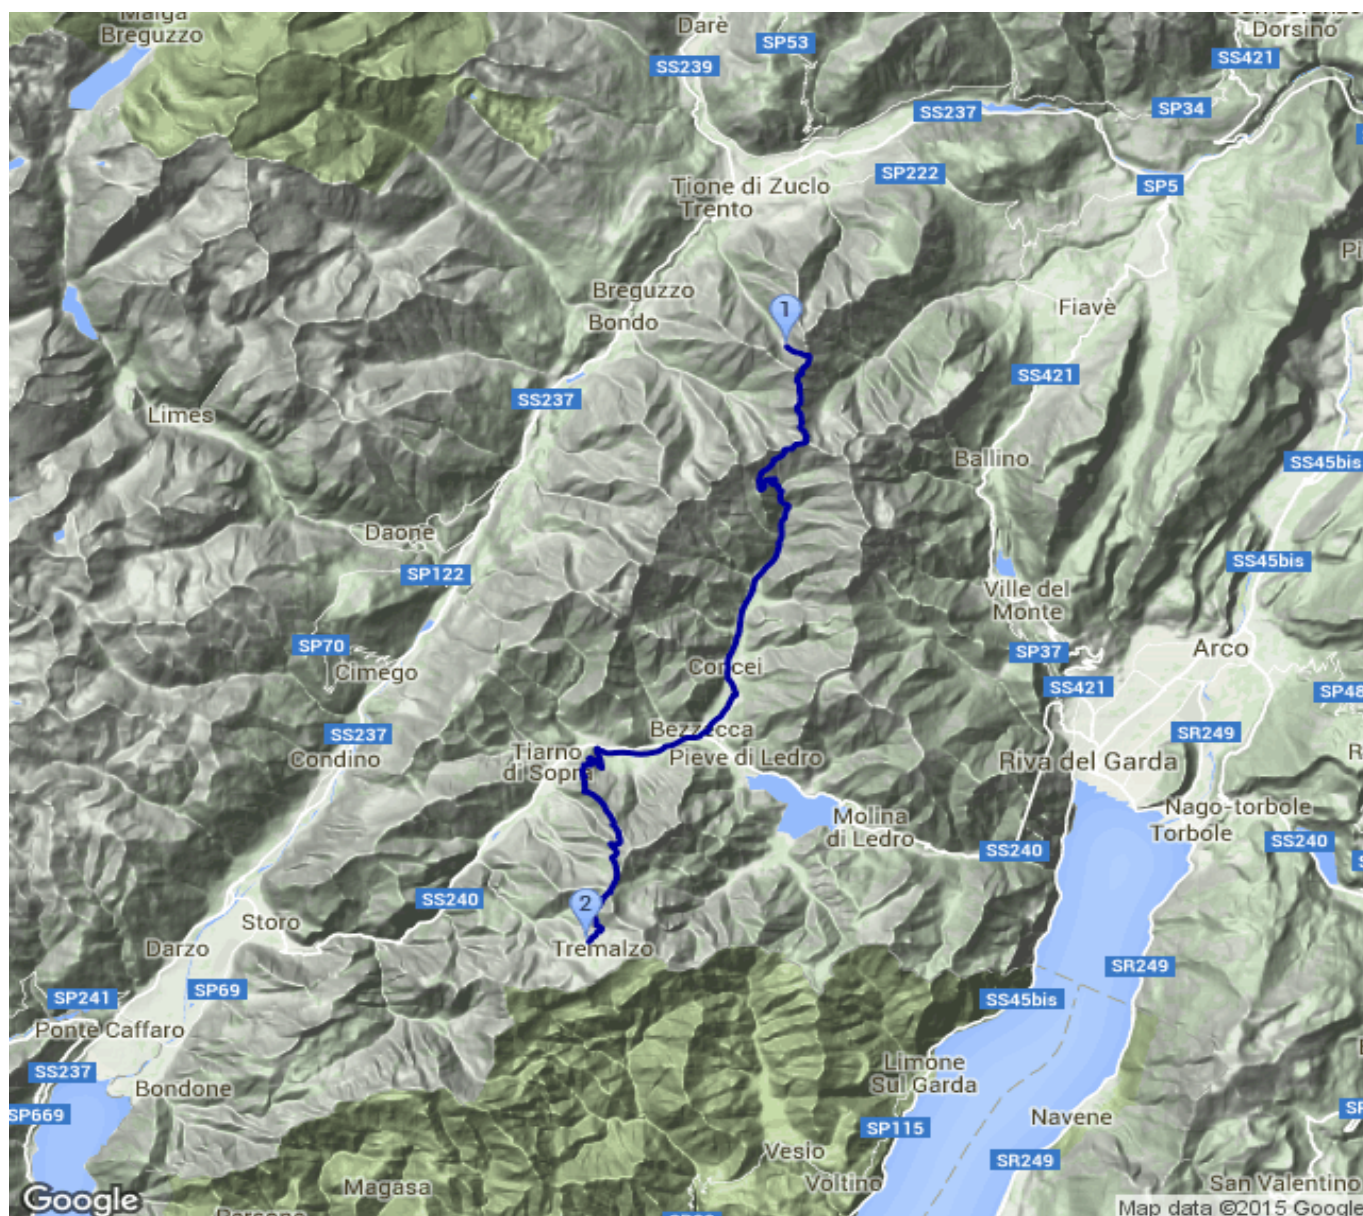 Malga
Breguzzo
Darè
SP53
SS239
Dorsino
SS421
SS237
SP34
Tione di
Trento
Zuclo
SP222
SP5
Breguzzo
Bondo
Fiavè
SS421
SS237
Limes
Ballino
SS45bis
Daone
SP122
SS45bis
Ville del
Monte
SP70
Cimego
SP37
Arco
Concei
SS421
SP48
SS237
Condino
Bezzecca
Pieve di Ledro
SR249
Tiarno
di Sopra
Riva del Garda
Nago-torbole
Torbole
Molina
di Ledro
SS240
SS240
SS240
Storo
Darzo
Tremalzo
SP69
SR249
SP241
SS45bis
Ponte Caffaro
SS237
Bondone
Limone
Sul Garda
SP669
Navene
SP115
Vesio
SR249
Voltino
San Valentino
Magasa
Google
Map data ©2015 Google
1
2